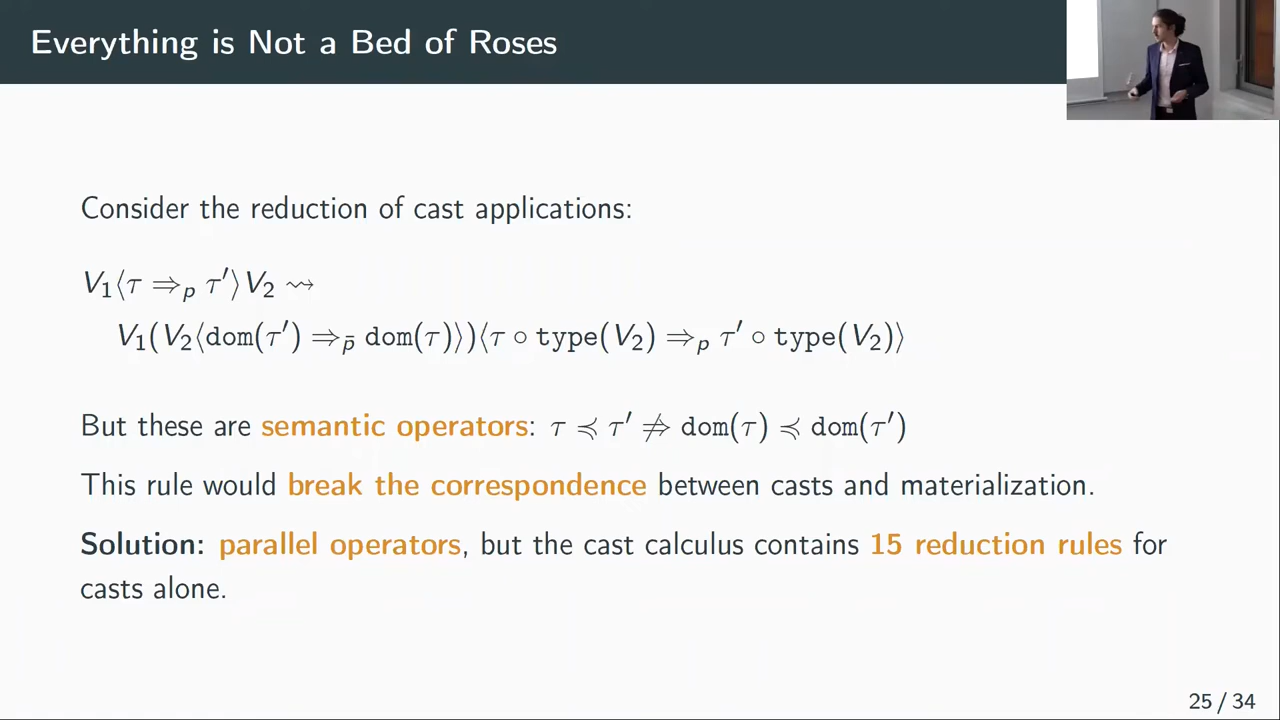 Everything is Not a Bed of Roses
Consider the reduction of cast applications:
V₁⟨τ ⇒ₚ τ′⟩V₂ ⇝
V₁(V₂⟨dom(τ′) ⇒_p̄ dom(τ)⟩)⟨τ ∘ type(V₂) ⇒ₚ τ′ ∘ type(V₂)⟩
But these are semantic operators: τ ≼ τ′ ⇏ dom(τ) ≼ dom(τ′)
This rule would break the correspondence between casts and materialization.
Solution: parallel operators, but the cast calculus contains 15 reduction rules for
casts alone.
25 / 34